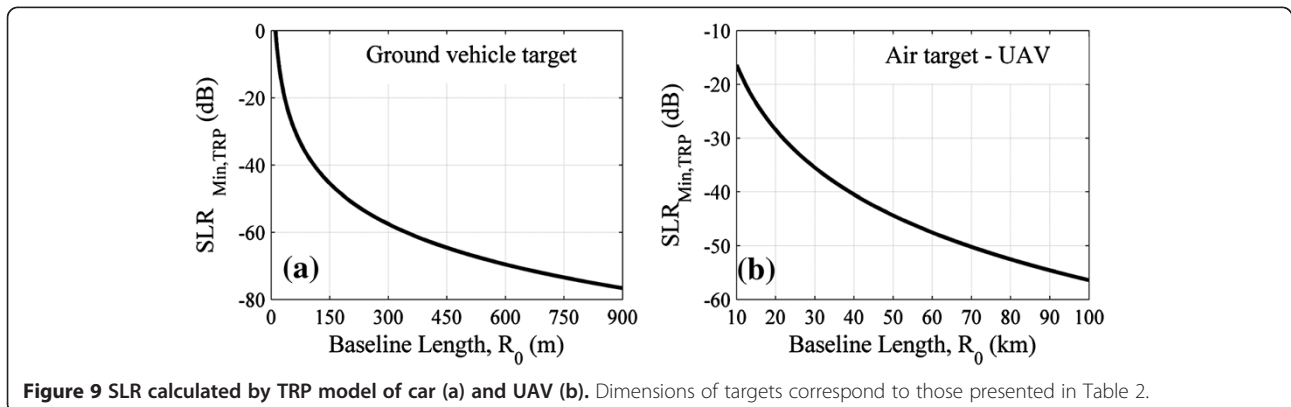 0
-20
-40
-60
-80
SLR Min,TRP (dB)
Ground vehicle target
(a)
0 150 300 450 600 750 900
Baseline Length, R0 (m)
-10
-20
-30
-40
-50
-60
SLRMin,TRP (dB)
Air target - UAV
(b)
10 20 30 40 50 60 70 80 90 100
Baseline Length, R0 (km)
Figure 9 SLR calculated by TRP model of car (a) and UAV (b). Dimensions of targets correspond to those presented in Table 2.